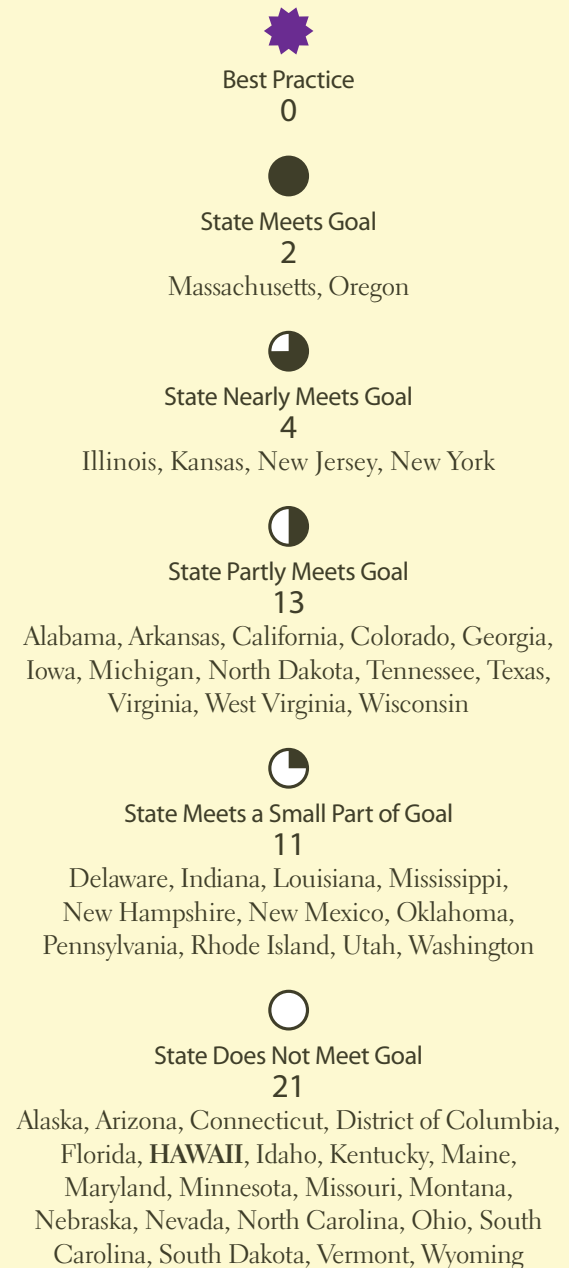 Best Practice
0
State Meets Goal
2
Massachusetts, Oregon
State Nearly Meets Goal
4
Illinois, Kansas, New Jersey, New York
State Partly Meets Goal
13
Alabama, Arkansas, California, Colorado, Georgia,
Iowa, Michigan, North Dakota, Tennessee, Texas,
Virginia, West Virginia, Wisconsin
State Meets a Small Part of Goal
11
Delaware, Indiana, Louisiana, Mississippi,
New Hampshire, New Mexico, Oklahoma,
Pennsylvania, Rhode Island, Utah, Washington
State Does Not Meet Goal
21
Alaska, Arizona, Connecticut, District of Columbia,
Florida, HAWAII, Idaho, Kentucky, Maine,
Maryland, Minnesota, Missouri, Montana,
Nebraska, Nevada, North Carolina, Ohio, South
Carolina, South Dakota, Vermont, Wyoming